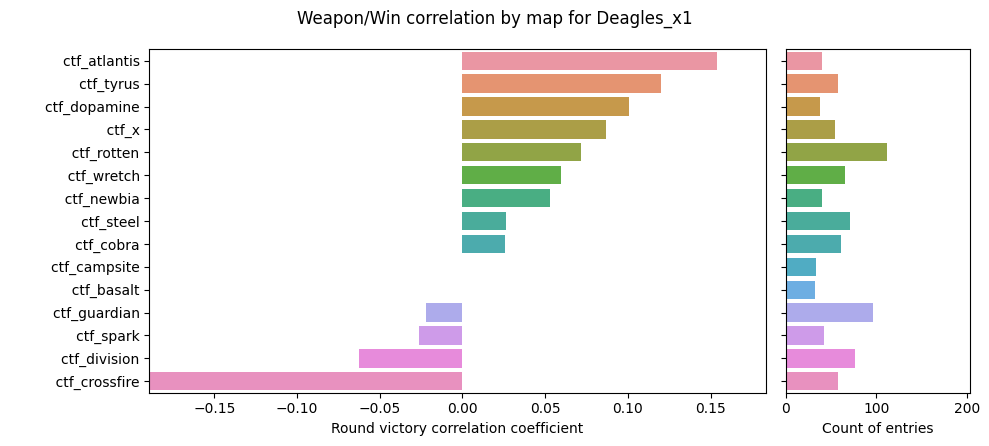 Weapon/Win correlation by map for Deagles_x1
ctf_atlantis
ctf_tyrus
ctf_dopamine
ctf_x
ctf_rotten
ctf_wretch
ctf_newbia
ctf_steel
ctf_cobra
ctf_campsite
ctf_basalt
ctf_guardian
ctf_spark
ctf_division
ctf_crossfire
−0.15 −0.10 −0.05 0.00 0.05 0.10 0.15
Round victory correlation coefficient
0 100 200
Count of entries